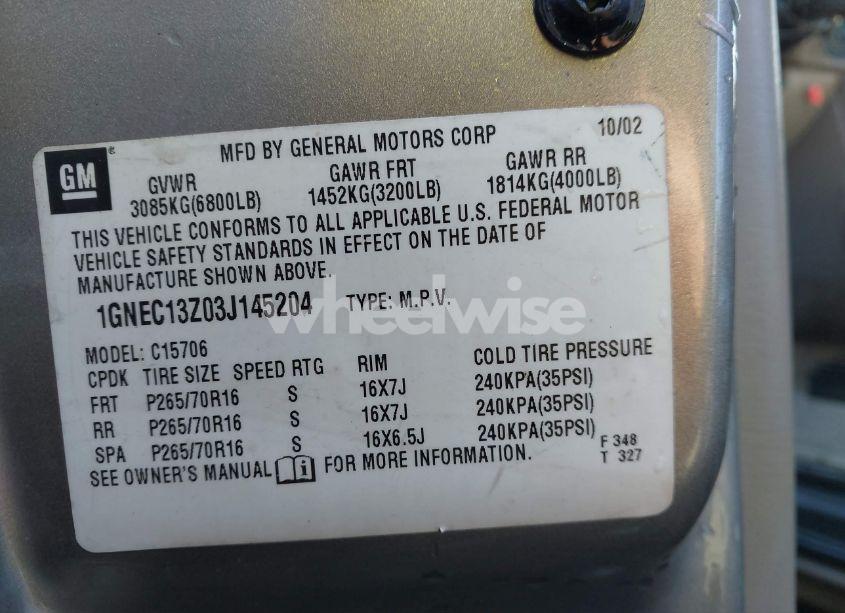 GM
®
MFD BY GENERAL MOTORS CORP 10/02
GVWR GAWR FRT GAWR RR
3085KG(6800LB) 1452KG(3200LB) 1814KG(4000LB)
THIS VEHICLE CONFORMS TO ALL APPLICABLE U.S. FEDERAL MOTOR
VEHICLE SAFETY STANDARDS IN EFFECT ON THE DATE OF
MANUFACTURE SHOWN ABOVE.
1GNEC13Z03J145204 TYPE: M.P.V.
wheelwise
MODEL: C15706
CPDK TIRE SIZE SPEED RTG RIM COLD TIRE PRESSURE
FRT P265/70R16 S 16X7J 240KPA(35PSI)
RR P265/70R16 S 16X7J 240KPA(35PSI)
SPA P265/70R16 S 16X6.5J 240KPA(35PSI)
SEE OWNER'S MANUAL i FOR MORE INFORMATION.
F 348
T 327